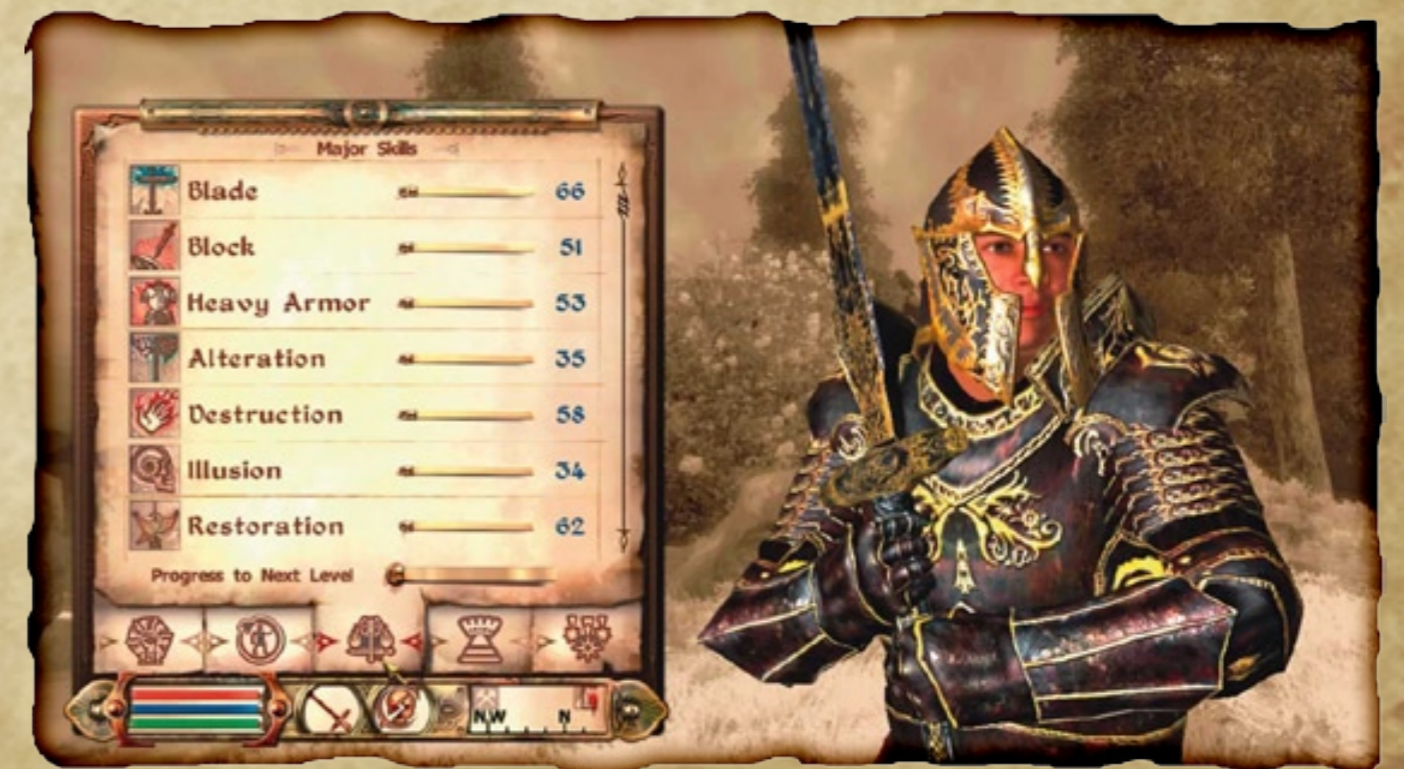 Major Skills
Blade 66
Block 51
Heavy Armor 53
Alteration 35
Destruction 58
Illusion 34
Restoration 62
Progress to Next Level
NW N